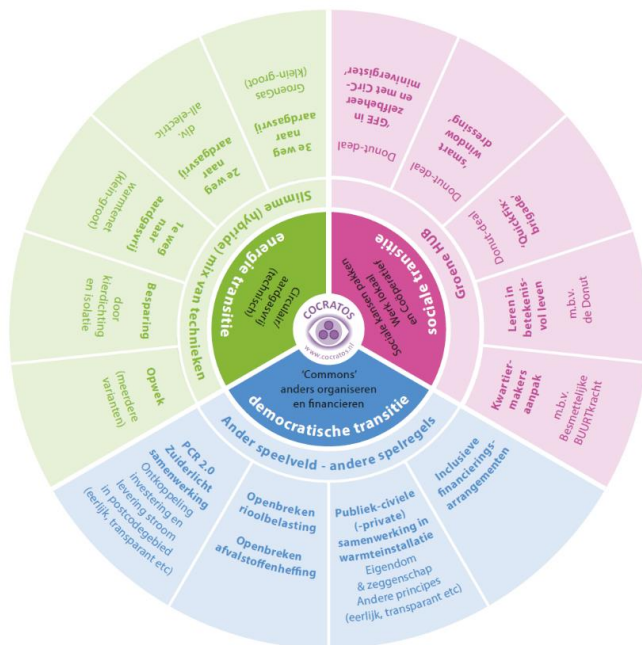 COCRATOS
www.cocratos.nl
energie transitie
Circulair/
aardgasvrij
(technisch)
Slimme (hybride) mix van technieken
Opwek
(meerdere
varianten)
Besparing
door
kierdichting
en isolatie
1e weg
naar
aardgasvrij
warmtenet
(klein-groot)
2e weg
naar
aardgasvrij
div.
all-electric
3e weg
naar
aardgasvrij
GroenGas
(klein-groot)
sociale transitie
Sociale kansen pakken
Werk lokaal
en Coöperatief
Groene HUB
Donut-deal
'GFE in
zelfbeheer
en met CirC-
minivergister'
Donut-deal
'smart
window
dressing'
Donut-deal
'QuickFix-
brigade'
Leren in
betekenis-
vol leven
m.b.v.
de Donut
Kwartier-
makers
aanpak
m.b.v.
Besmettelijke
BUURTkracht
'Commons'
anders organiseren
en financieren
democratische transitie
Ander speelveld - andere spelregels
PCR 2.0
Zuiderlicht
samenwerking
Ontkoppeling
investering en
levering stroom
in postcodegebied
(eerlijk, transparant etc)
Openbreken
rioolbelasting
Openbreken
afvalstoffenheffing
Publiek-civiele
(-private)
samenwerking in
warmteinstallatie
Eigendom
& zeggenschap
Andere principes
(eerlijk, transparant etc)
Inclusieve
financierings-
arrangementen